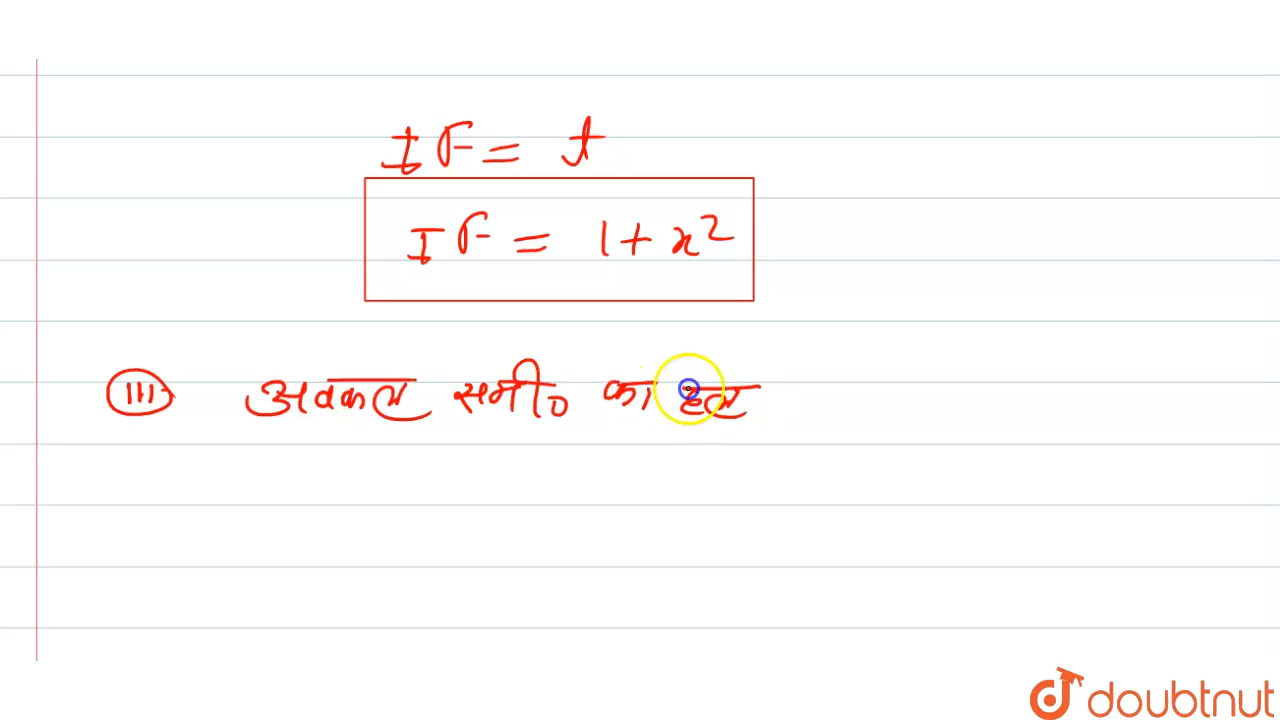 IF = t
IF = 1 + x²
(III) अवकल समी० का हल
doubtnut